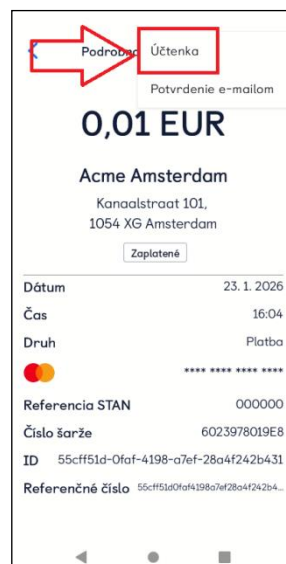 Podrobno
Účtenka
Potvrdenie e-mailom
0,01 EUR
Acme Amsterdam
Kanaalstraat 101,
1054 XG Amsterdam
Zaplatené
Dátum 23. 1. 2026
Čas 16:04
Druh Platba
**** **** **** ****
Referencia STAN 000000
Číslo šarže 6023978019E8
ID 55cff51d-0faf-4198-a7ef-28a4f242b431
Referenčné číslo 55cff51d0faf4198a7ef28a4f242b4...